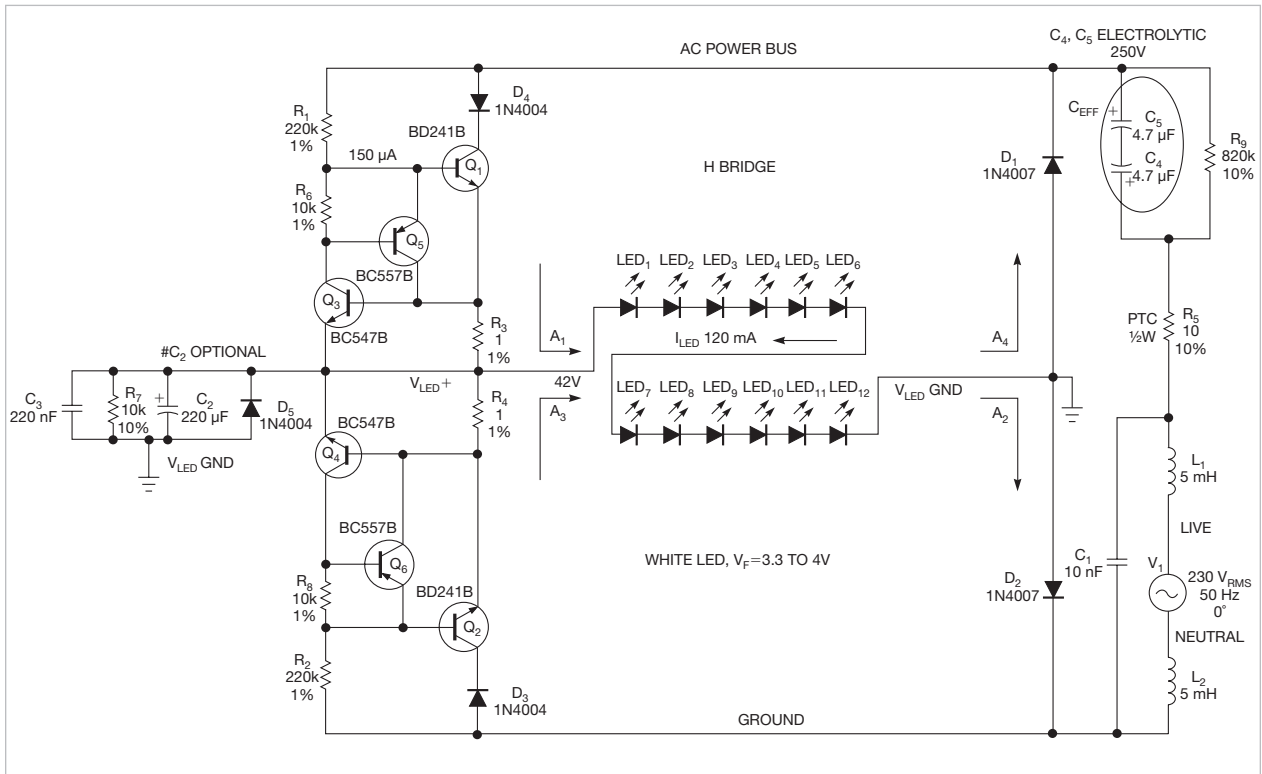 AC POWER BUS
C4, C5 ELECTROLYTIC
250V
D4
1N4004
R1
220k
1%
BD241B
Q1
150 µA
H BRIDGE
D1
1N4007
CEFF
+
C5
4.7 µF
C4
4.7 µF
+
R9
820k
10%
R6
10k
1%
Q5
BC557B
Q3
BC547B
LED1
LED2
LED3
LED4
LED5
LED6
R3
1
1%
A1
ILED 120 mA
A4
PTC
½W
R5
10
10%
#C2 OPTIONAL
VLED+
42V
A3
C3
220 nF
R7
10k
10%
+
C2
220 µF
D5
1N4004
VLED GND
R4
1
1%
LED7
LED8
LED9
LED10
LED11
LED12
VLED GND
A2
BC547B
Q4
L1
5 mH
LIVE
BC557B
Q6
WHITE LED, VF=3.3 TO 4V
C1
10 nF
V1
230 VRMS
50 Hz
0°
R8
10k
1%
BD241B
Q2
D2
1N4007
NEUTRAL
R2
220k
1%
D3
1N4004
L2
5 mH
GROUND